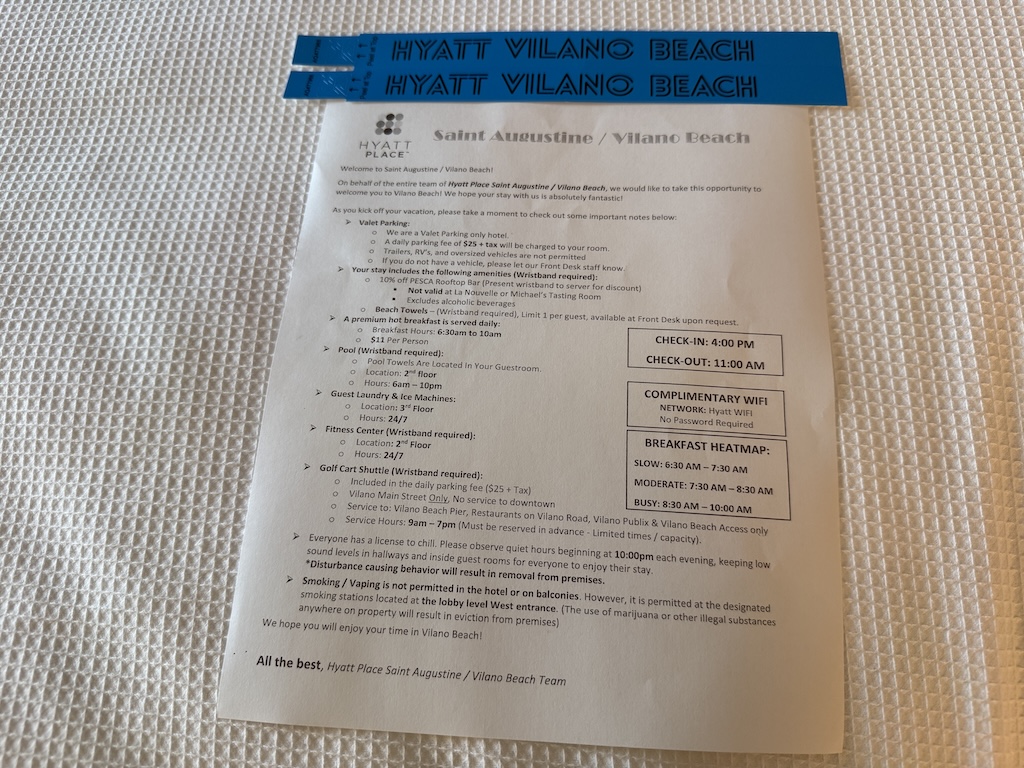 HYATT VILANO BEACH
HYATT VILANO BEACH
HYATT
PLACE™
Saint Augustine / Vilano Beach
Welcome to Saint Augustine / Vilano Beach!
On behalf of the entire team of Hyatt Place Saint Augustine / Vilano Beach, we would like to take this opportunity to
welcome you to Vilano Beach! We hope your stay with us is absolutely fantastic!
As you kick off your vacation, please take a moment to check out some important notes below:
➢ Valet Parking:
o We are a Valet Parking only hotel.
o A daily parking fee of $25 + tax will be charged to your room.
o Trailers, RV's, and oversized vehicles are not permitted
o If you do not have a vehicle, please let our Front Desk staff know
➢ Your stay includes the following amenities (Wristband required):
o 10% off PESCA Rooftop Bar (Present wristband to server for discount)
• Not valid at La Nouvelle or Michael's Tasting Room
• Excludes alcoholic beverages
o Beach Towels – (Wristband required), Limit 1 per guest, available at Front Desk upon request.
➢ A premium hot breakfast is served daily:
o Breakfast Hours: 6:30am to 10am
o $11 Per Person
➢ Pool (Wristband required):
o Pool Towels Are Located In Your Guestroom.
o Location: 2nd floor
o Hours: 6am – 10pm
➢ Guest Laundry & Ice Machines:
o Location: 3rd Floor
o Hours: 24/7
➢ Fitness Center (Wristband required):
o Location: 2nd Floor
o Hours: 24/7
CHECK-IN: 4:00 PM
CHECK-OUT: 11:00 AM
COMPLIMENTARY WIFI
NETWORK: Hyatt WIFI
No Password Required
BREAKFAST HEATMAP:
SLOW: 6:30 AM – 7:30 AM
MODERATE: 7:30 AM – 8:30 AM
BUSY: 8:30 AM – 10:00 AM
➢ Golf Cart Shuttle (Wristband required):
o Included in the daily parking fee ($25 + Tax)
o Vilano Main Street Only, No service to downtown
o Service to: Vilano Beach Pier, Restaurants on Vilano Road, Vilano Publix & Vilano Beach Access only
o Service Hours: 9am – 7pm (Must be reserved in advance - Limited times / capacity).
➢ Everyone has a license to chill. Please observe quiet hours beginning at 10:00pm each evening, keeping low
sound levels in hallways and inside guest rooms for everyone to enjoy their stay.
*Disturbance causing behavior will result in removal from premises.
➢ Smoking / Vaping is not permitted in the hotel or on balconies. However, it is permitted at the designated
smoking stations located at the lobby level West entrance. (The use of marijuana or other illegal substances
anywhere on property will result in eviction from premises)
We hope you will enjoy your time in Vilano Beach!
All the best, Hyatt Place Saint Augustine / Vilano Beach Team